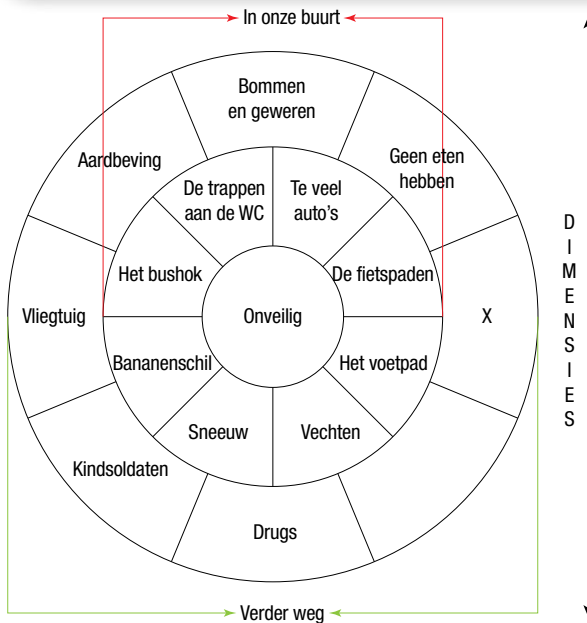 In onze buurt
Bommen
en geweren
Aardbeving
Geen eten
hebben
De trappen
aan de WC
Te veel
auto's
Het bushok
De fietspaden
Vliegtuig
Onveilig
X
Bananenschil
Het voetpad
Sneeuw
Vechten
Kindsoldaten
Drugs
Verder weg
D
I
M
E
N
S
I
E
S